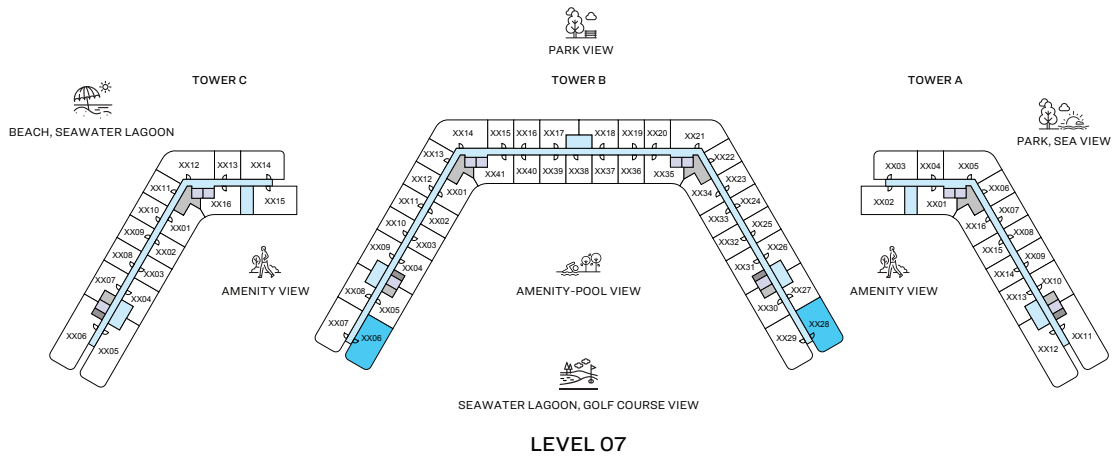 PARK VIEW
TOWER C
TOWER B
TOWER A
BEACH, SEAWATER LAGOON
PARK, SEA VIEW
XX12
XX13
XX14
XX11
XX10
XX09
XX08
XX07
XX06
XX05
XX04
XX03
XX02
XX01
XX16
XX15
XX14
XX15
XX16
XX17
XX18
XX19
XX20
XX21
XX13
XX12
XX11
XX10
XX09
XX08
XX07
XX06
XX05
XX04
XX03
XX02
XX01
XX41
XX40
XX39
XX38
XX37
XX36
XX35
XX22
XX23
XX24
XX25
XX26
XX27
XX28
XX29
XX30
XX31
XX32
XX33
XX34
XX03
XX04
XX05
XX02
XX01
XX06
XX07
XX08
XX09
XX10
XX11
XX12
XX13
XX14
XX15
XX16
AMENITY VIEW
AMENITY-POOL VIEW
AMENITY VIEW
SEAWATER LAGOON, GOLF COURSE VIEW
LEVEL 07